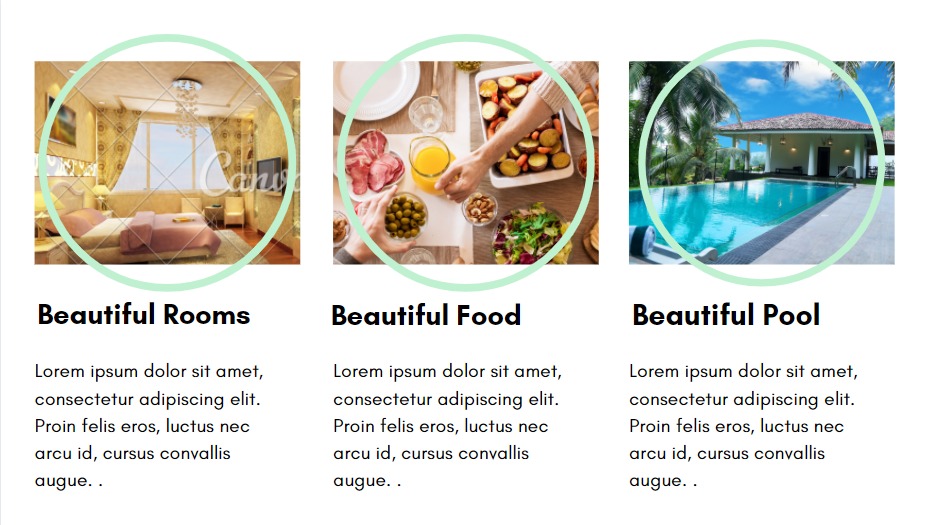 Canva
Beautiful Rooms
Lorem ipsum dolor sit amet,
consectetur adipiscing elit.
Proin felis eros, luctus nec
arcu id, cursus convallis
augue. .
Beautiful Food
Lorem ipsum dolor sit amet,
consectetur adipiscing elit.
Proin felis eros, luctus nec
arcu id, cursus convallis
augue. .
Beautiful Pool
Lorem ipsum dolor sit amet,
consectetur adipiscing elit.
Proin felis eros, luctus nec
arcu id, cursus convallis
augue. .